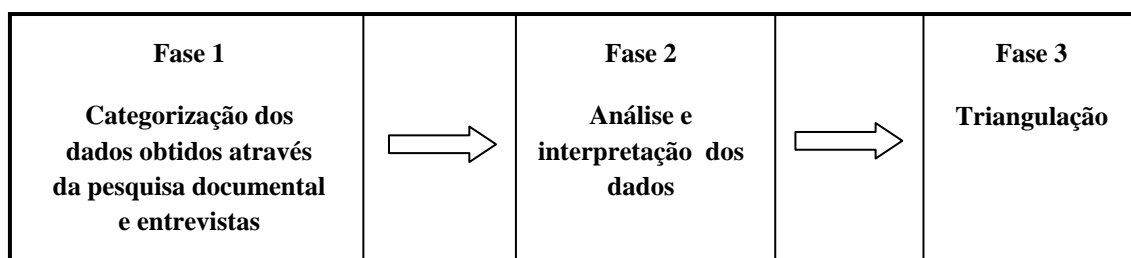 Fase 1
Categorização dos
dados obtidos através
da pesquisa documental
e entrevistas
Fase 2
Análise e
interpretação dos
dados
Fase 3
Triangulação